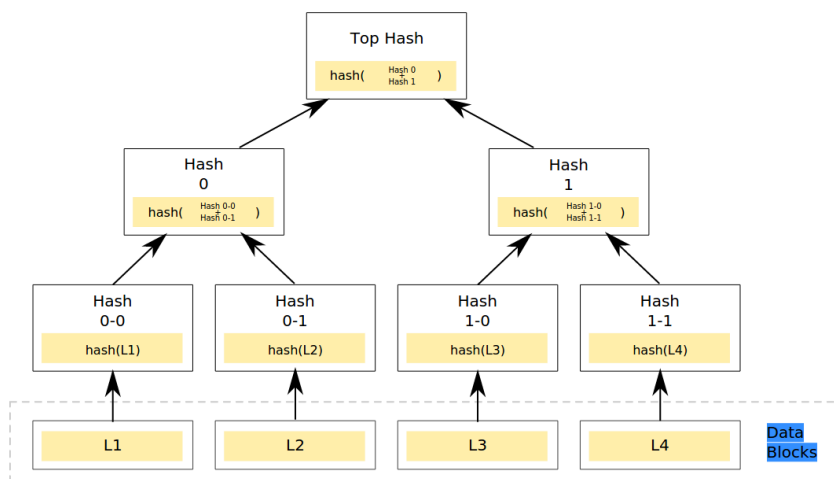 Top Hash
hash( Hash 0 + Hash 1 )
Hash
0
hash( Hash 0-0 + Hash 0-1 )
Hash
1
hash( Hash 1-0 + Hash 1-1 )
Hash
0-0
hash(L1)
Hash
0-1
hash(L2)
Hash
1-0
hash(L3)
Hash
1-1
hash(L4)
L1
L2
L3
L4
Data
Blocks